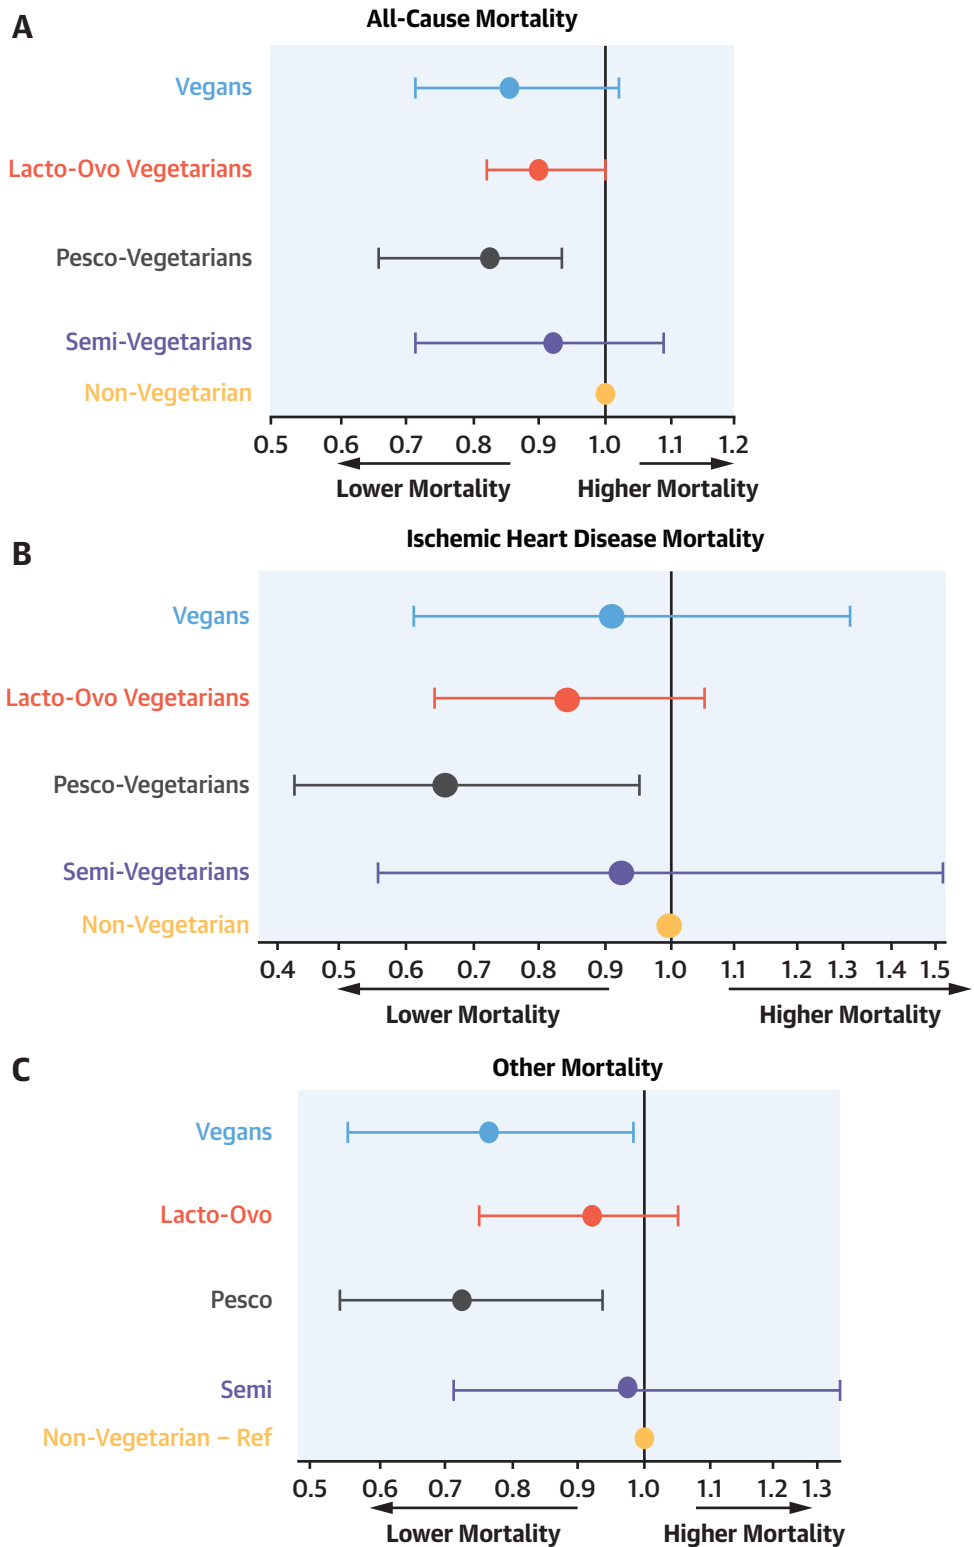 A
All-Cause Mortality
Vegans
Lacto-Ovo Vegetarians
Pesco-Vegetarians
Semi-Vegetarians
Non-Vegetarian
0.5 0.6 0.7 0.8 0.9 1.0 1.1 1.2
Lower Mortality Higher Mortality
B
Ischemic Heart Disease Mortality
Vegans
Lacto-Ovo Vegetarians
Pesco-Vegetarians
Semi-Vegetarians
Non-Vegetarian
0.4 0.5 0.6 0.7 0.8 0.9 1.0 1.1 1.2 1.3 1.4 1.5
Lower Mortality Higher Mortality
C
Other Mortality
Vegans
Lacto-Ovo
Pesco
Semi
Non-Vegetarian – Ref
0.5 0.6 0.7 0.8 0.9 1.0 1.1 1.2 1.3
Lower Mortality Higher Mortality